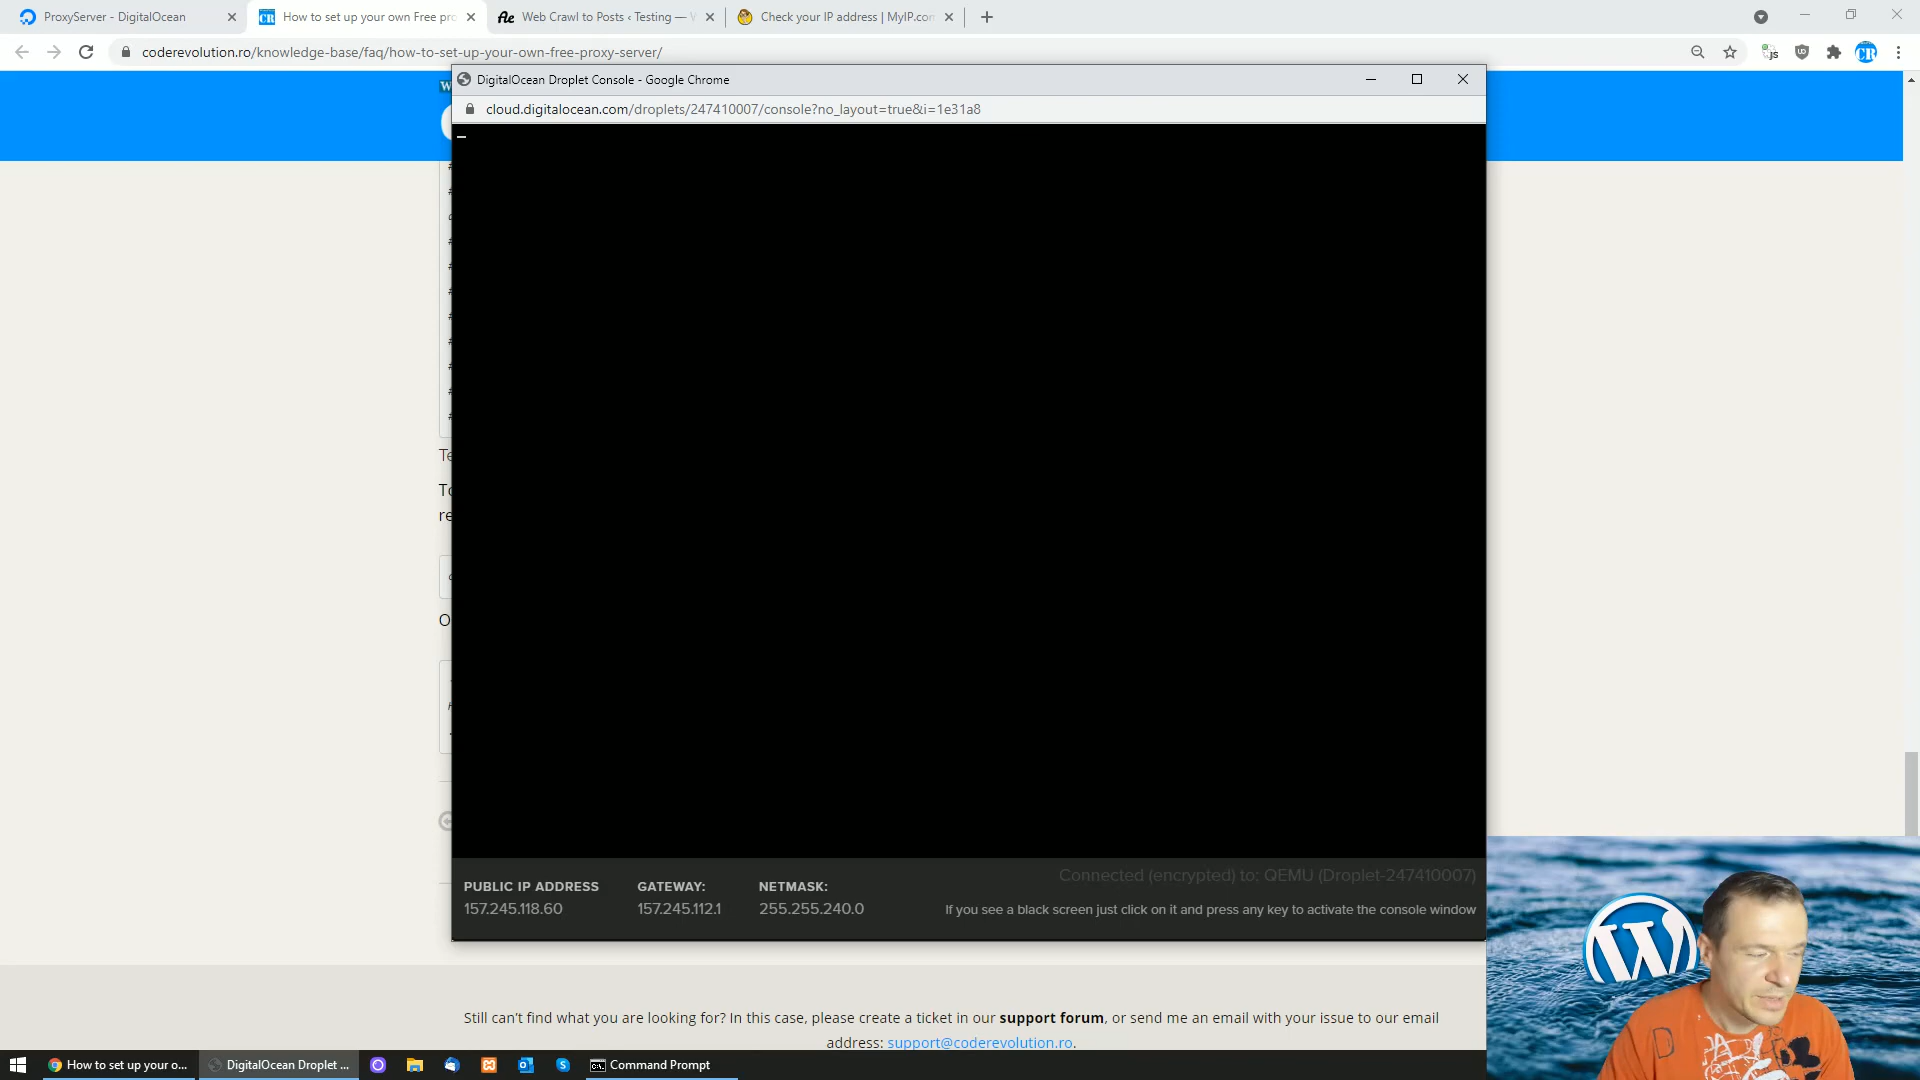 ProxyServer - DigitalOcean
How to set up your own Free pro
Web Crawl to Posts ‹ Testing —
Check your IP address | MyIP.com
coderevolution.ro/knowledge-base/faq/how-to-set-up-your-own-free-proxy-server/
DigitalOcean Droplet Console - Google Chrome
cloud.digitalocean.com/droplets/247410007/console?no_layout=true&i=1e31a8
Connected (encrypted) to: QEMU (Droplet-247410007)
PUBLIC IP ADDRESS GATEWAY: NETMASK:
157.245.118.60 157.245.112.1 255.255.240.0
If you see a black screen just click on it and press any key to activate the console window
Still can’t find what you are looking for? In this case, please create a ticket in our support forum, or send me an email with your issue to our email
address: support@coderevolution.ro.
How to set up your o...
DigitalOcean Droplet ...
Command Prompt